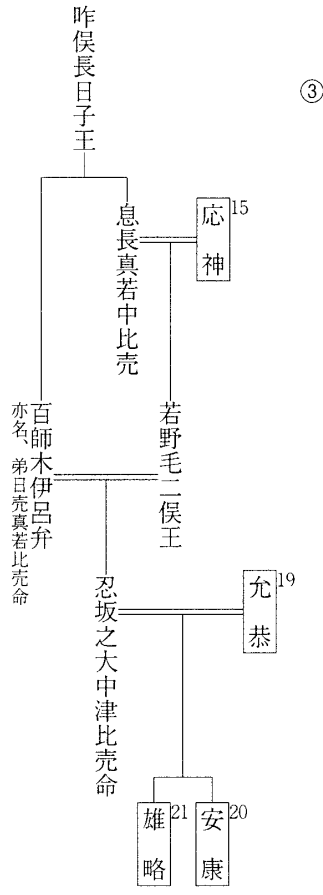 ③
咋俣長日子王
息長真若中比売
15
応神
百師木伊呂弁
亦名、弟日売真若比売命
若野毛二俣王
忍坂之大中津比売命
19
允恭
20
安康
21
雄略